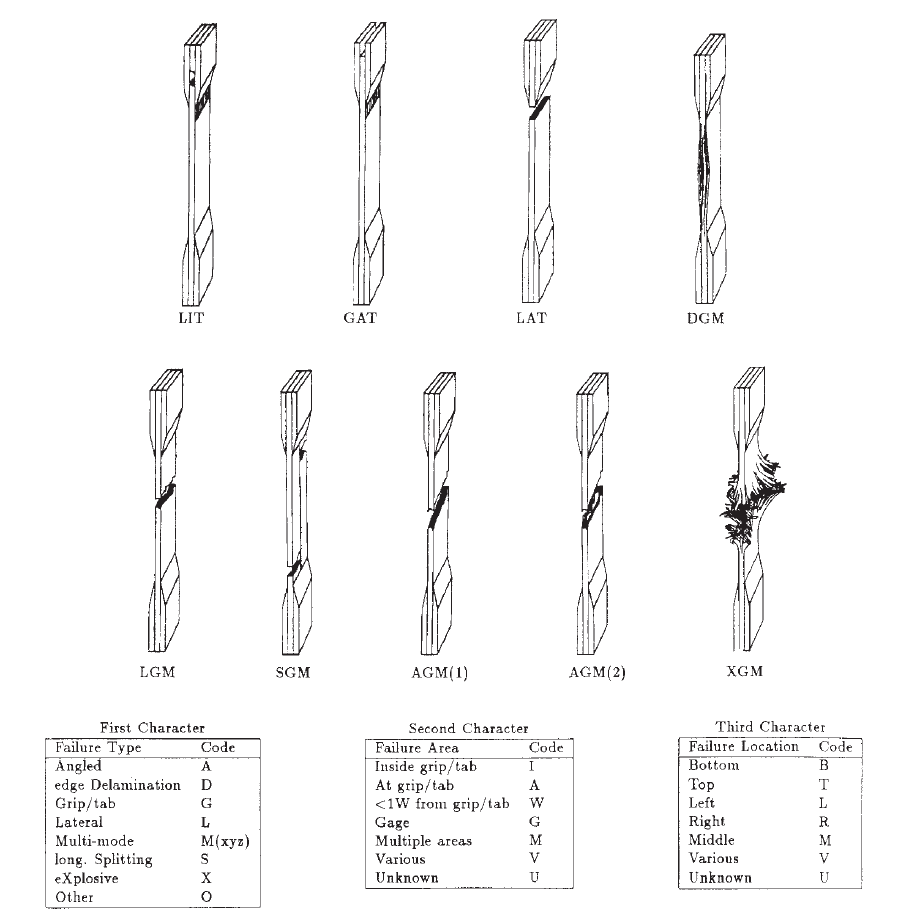 LIT GAT LAT DGM
LGM SGM AGM(1) AGM(2) XGM
First Character
Failure Type Code
Angled A
edge Delamination D
Grip/tab G
Lateral L
Multi-mode M(xyz)
long. Splitting S
eXplosive X
Other O
Second Character
Failure Area Code
Inside grip/tab I
At grip/tab A
<1W from grip/tab W
Gage G
Multiple areas M
Various V
Unknown U
Third Character
Failure Location Code
Bottom B
Top T
Left L
Right R
Middle M
Various V
Unknown U